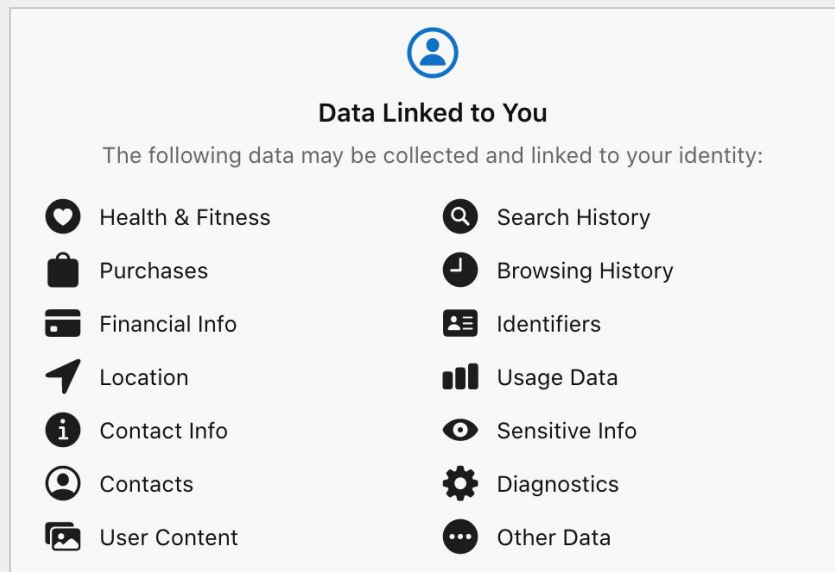 Data Linked to You
The following data may be collected and linked to your identity:
Health & Fitness
Purchases
Financial Info
Location
Contact Info
Contacts
User Content
Search History
Browsing History
Identifiers
Usage Data
Sensitive Info
Diagnostics
Other Data